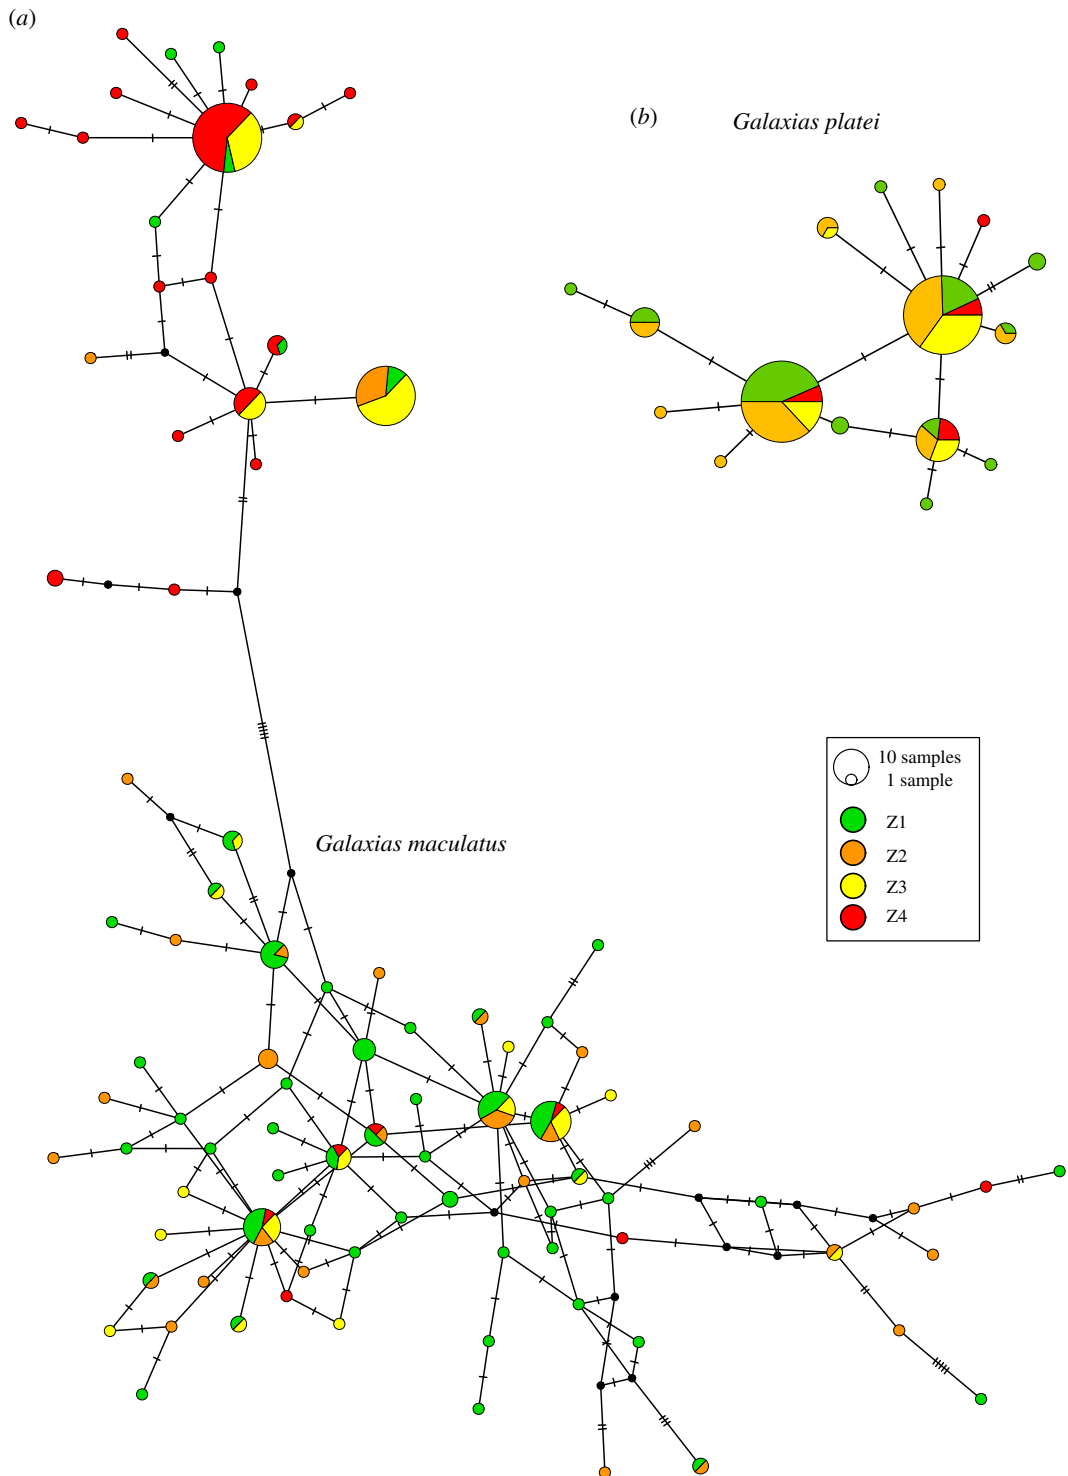 (a)
(b)
Galaxias platei
Galaxias maculatus
10 samples
1 sample
Z1
Z2
Z3
Z4